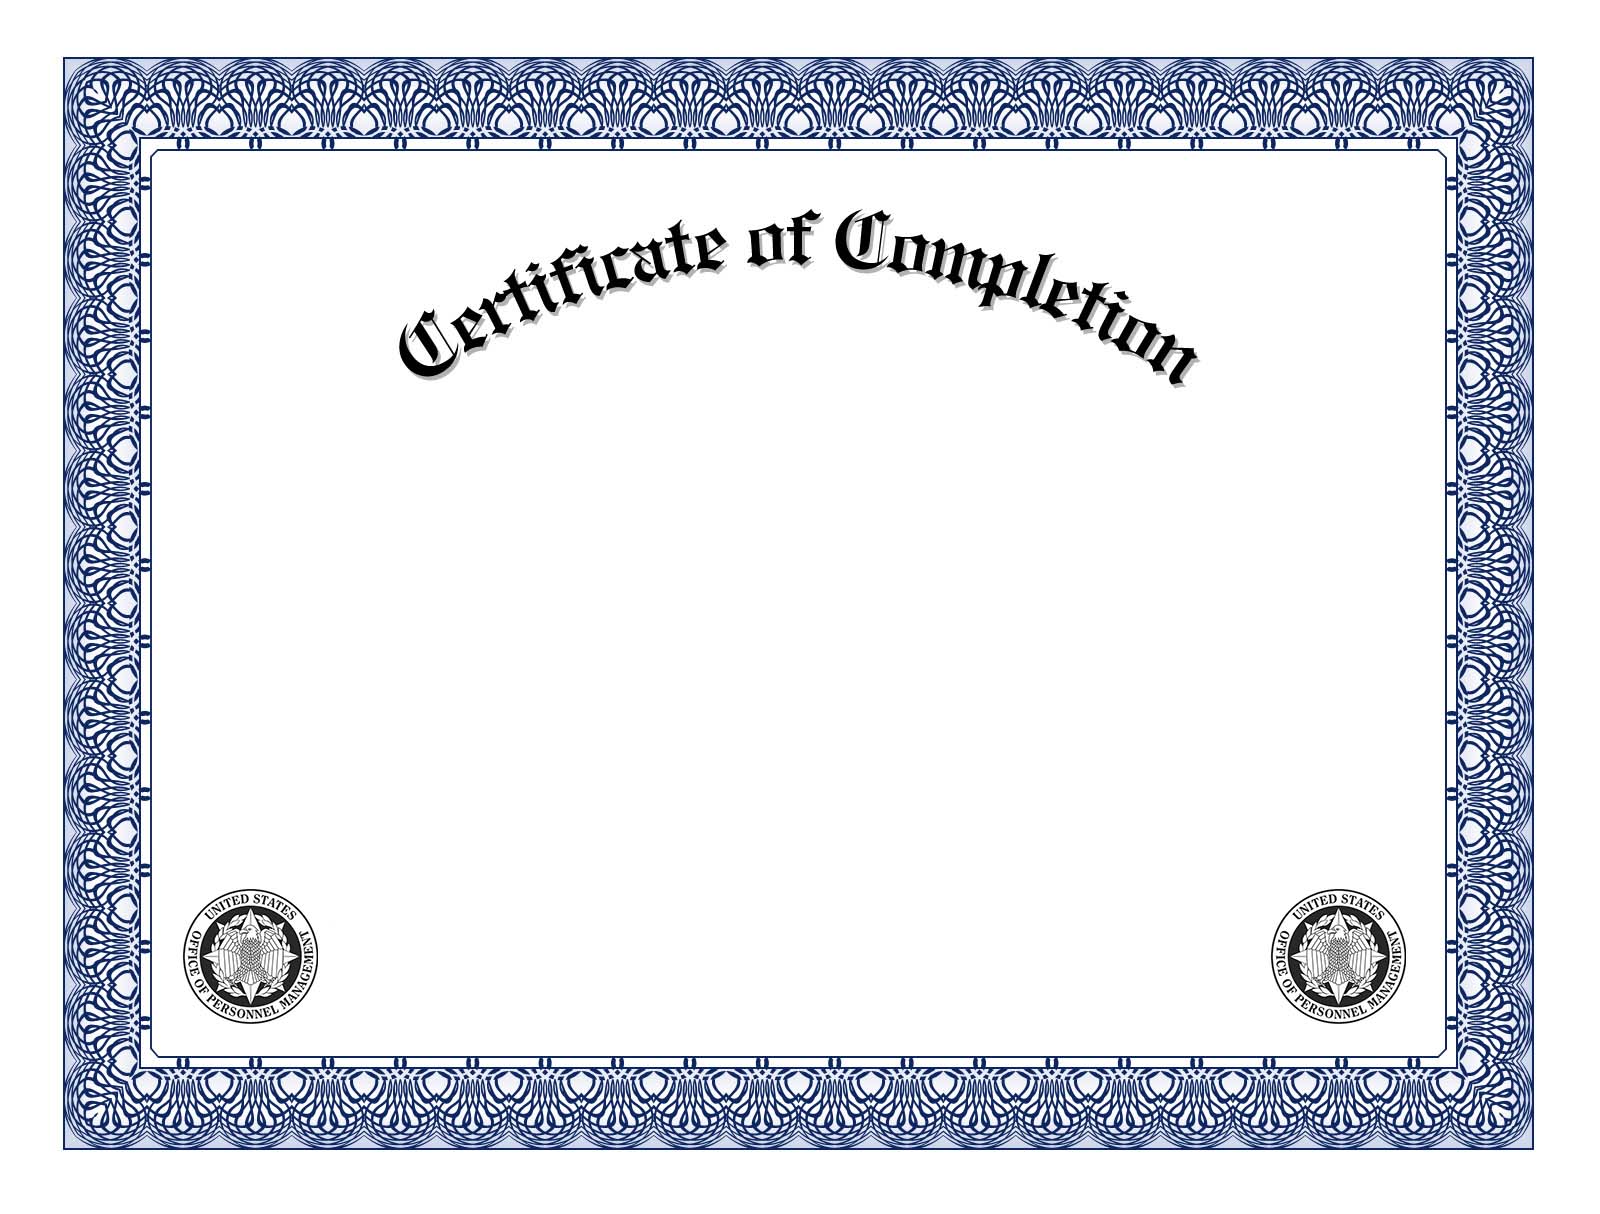 Certificate of Completion
UNITED STATES
OFFICE OF PERSONNEL MANAGEMENT
UNITED STATES
OFFICE OF PERSONNEL MANAGEMENT